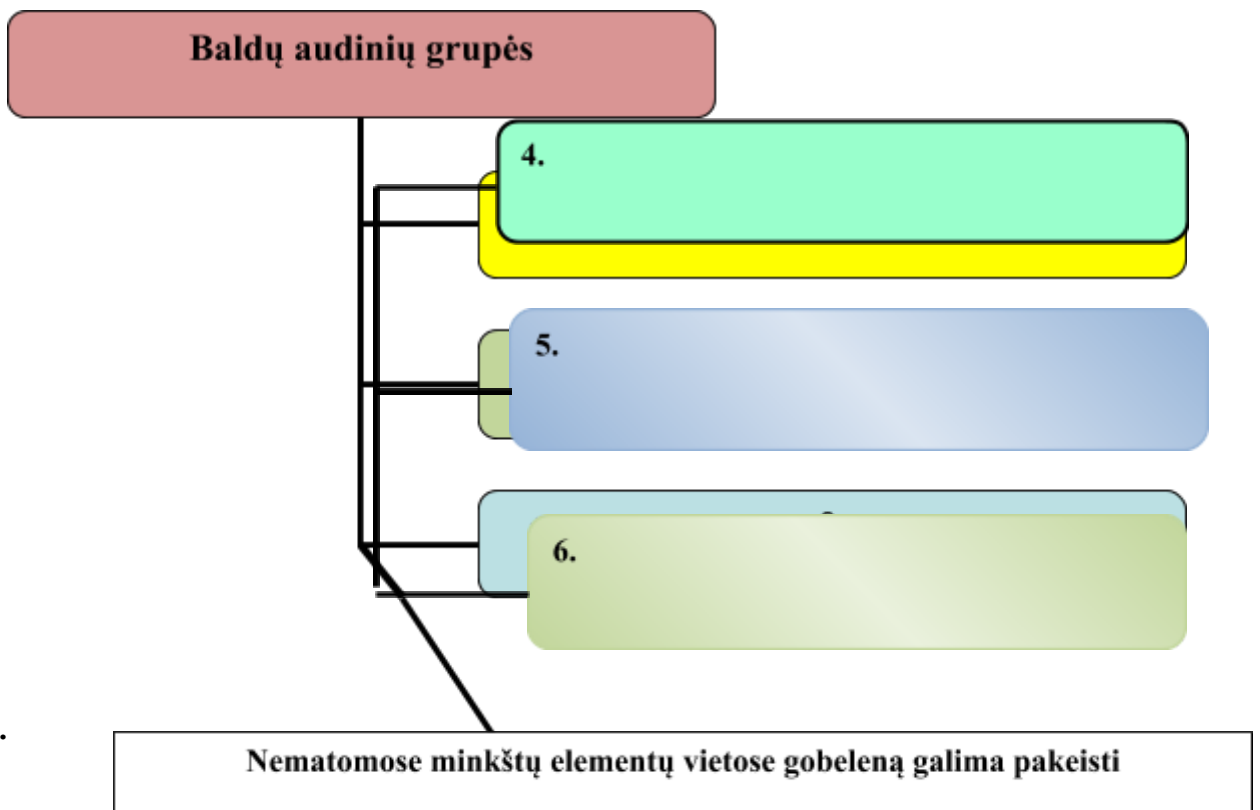 Baldų audinių grupės
4.
5.
6.
Nematomose minkštų elementų vietose gobeleną galima pakeisti